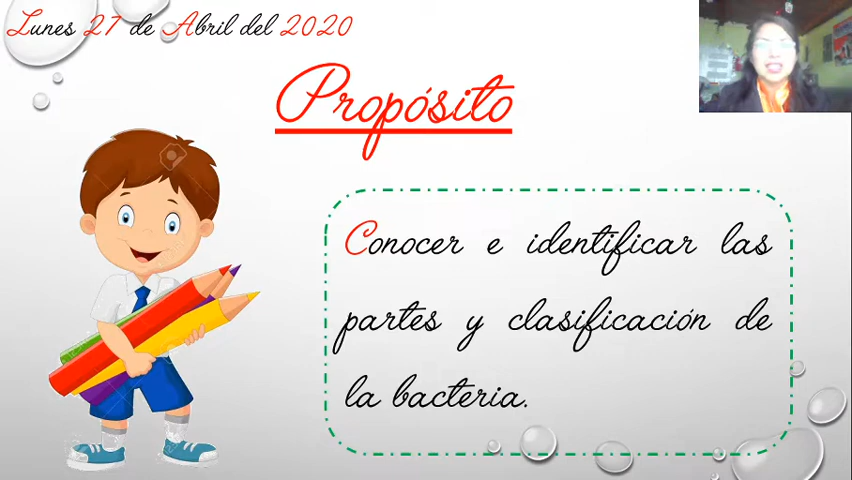 Lunes 27 de Abril del 2020
Propósito
Conocer e identificar las
partes y clasificación de
la bacteria.